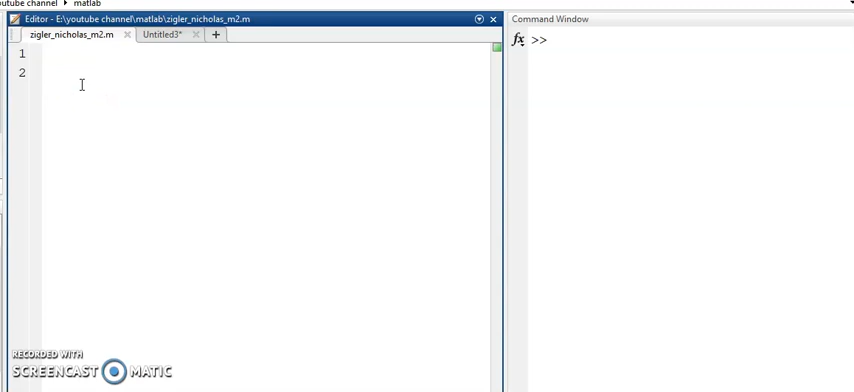 outube channel ▸ matlab
Editor - E:\youtube channel\matlab\zigler_nicholas_m2.m
zigler_nicholas_m2.m
Untitled3*
1
2
Command Window
fx >>
RECORDED WITH
SCREENCAST MATIC